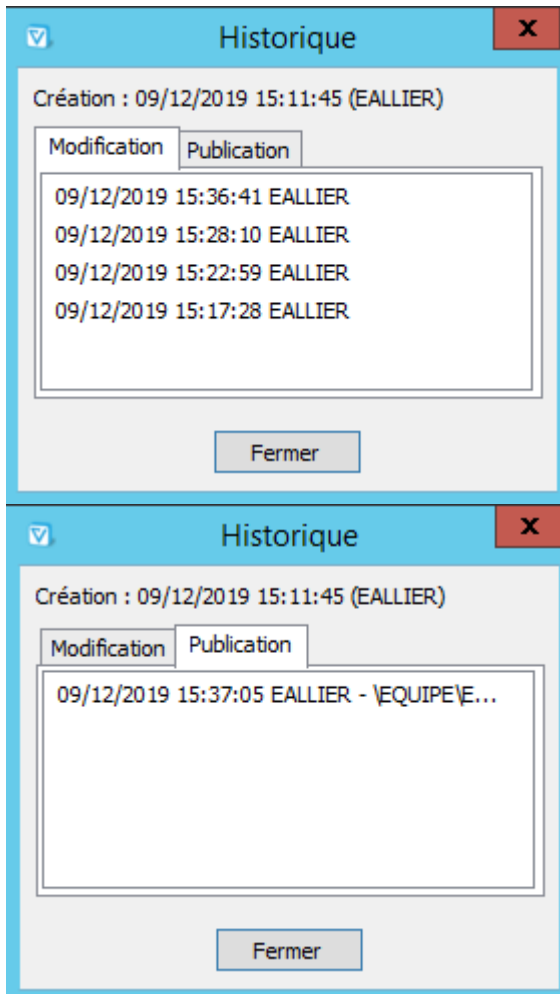 Historique
x
Création : 09/12/2019 15:11:45 (EALLIER)
Modification Publication
09/12/2019 15:36:41 EALLIER
09/12/2019 15:28:10 EALLIER
09/12/2019 15:22:59 EALLIER
09/12/2019 15:17:28 EALLIER
Fermer
Historique
x
Création : 09/12/2019 15:11:45 (EALLIER)
Modification Publication
09/12/2019 15:37:05 EALLIER - \EQUIPE\E...
Fermer